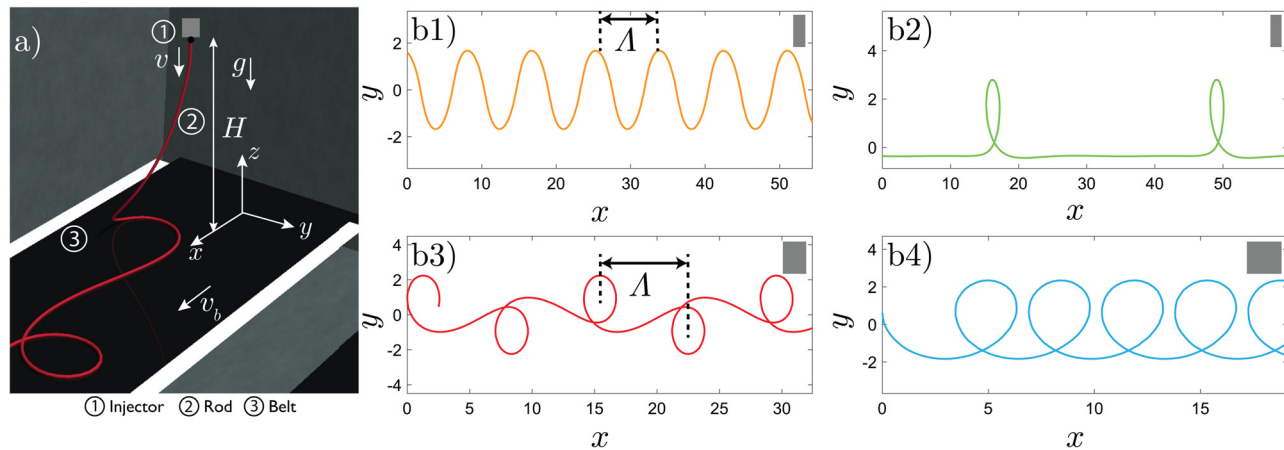 a)
①
v
g
②
H
z
③
x
y
v_b
① Injector ② Rod ③ Belt
b1)
Λ
y
2
0
-2
0 10 20 30 40 50
x
b2)
y
4
2
0
0 10 20 30 40 50
x
b3)
Λ
y
4
2
0
-2
-4
0 5 10 15 20 25 30
x
b4)
y
4
2
0
-2
0 5 10 15
x